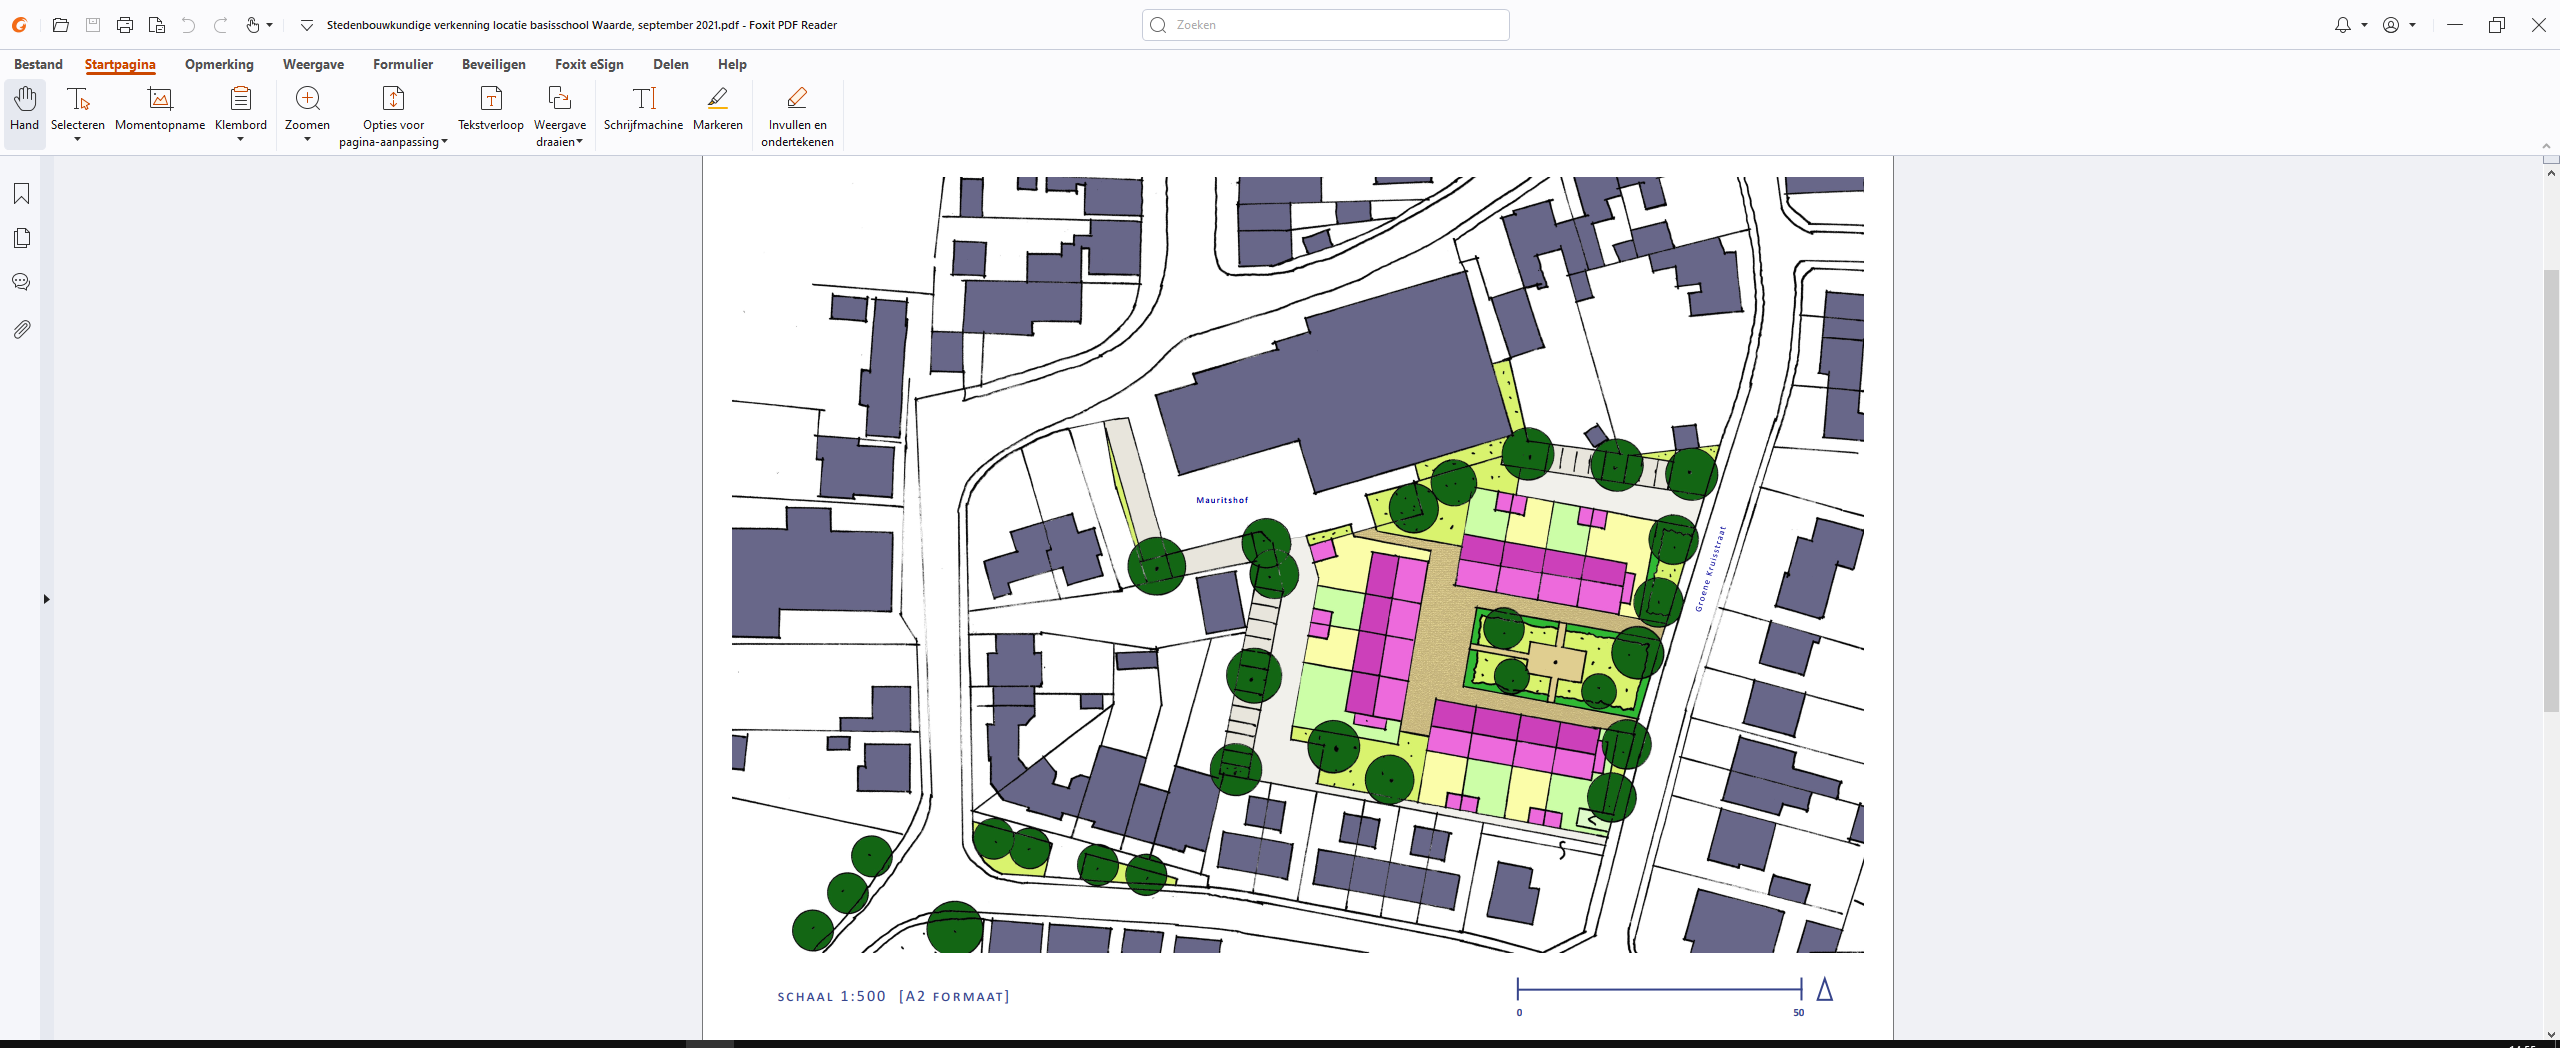 Stedenbouwkundige verkenning locatie basisschool Waarde, september 2021.pdf - Foxit PDF Reader
Zoeken
Bestand Startpagina Opmerking Weergave Formulier Beveiligen Foxit eSign Delen Help
Hand Selecteren Momentopname Klembord Zoomen Opties voor pagina-aanpassing Tekstverloop Weergave draaien Schrijfmachine Markeren Invullen en ondertekenen
Mauritshof
Groene Kruisstraat
SCHAAL 1:500 [A2 FORMAAT]
0 50